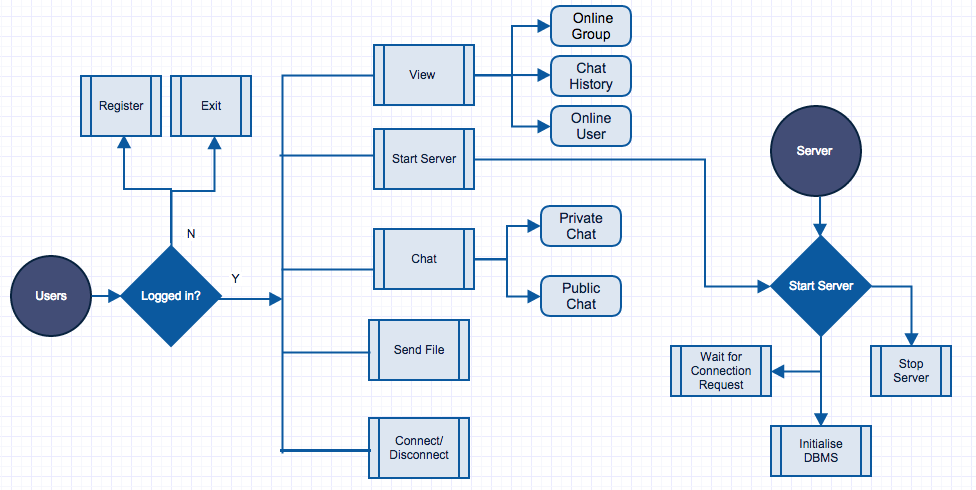 Online
Group
View
Chat
History
Register
Exit
Online
User
Start Server
Server
Private
Chat
N
Chat
Y
Users
Logged in?
Start Server
Public
Chat
Send File
Wait for
Connection
Request
Stop
Server
Connect/
Disconnect
Initialise
DBMS